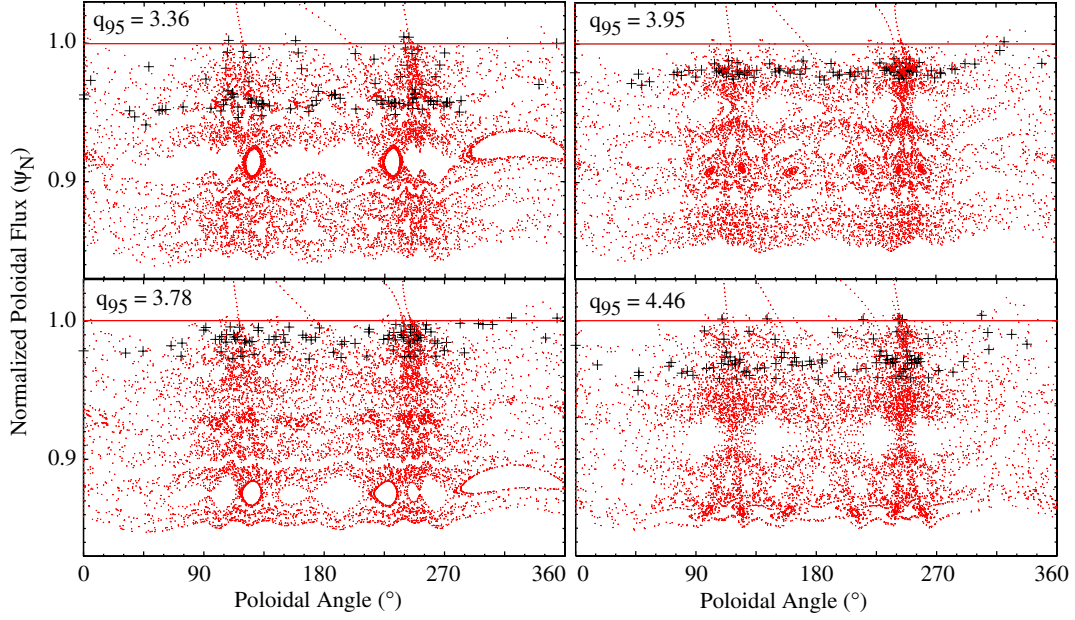 q95 = 3.36
q95 = 3.95
1.0
0.9
q95 = 3.78
q95 = 4.46
1.0
0.9
Normalized Poloidal Flux (ψ_N)
0 90 180 270 360
0 90 180 270 360
Poloidal Angle (°)
Poloidal Angle (°)